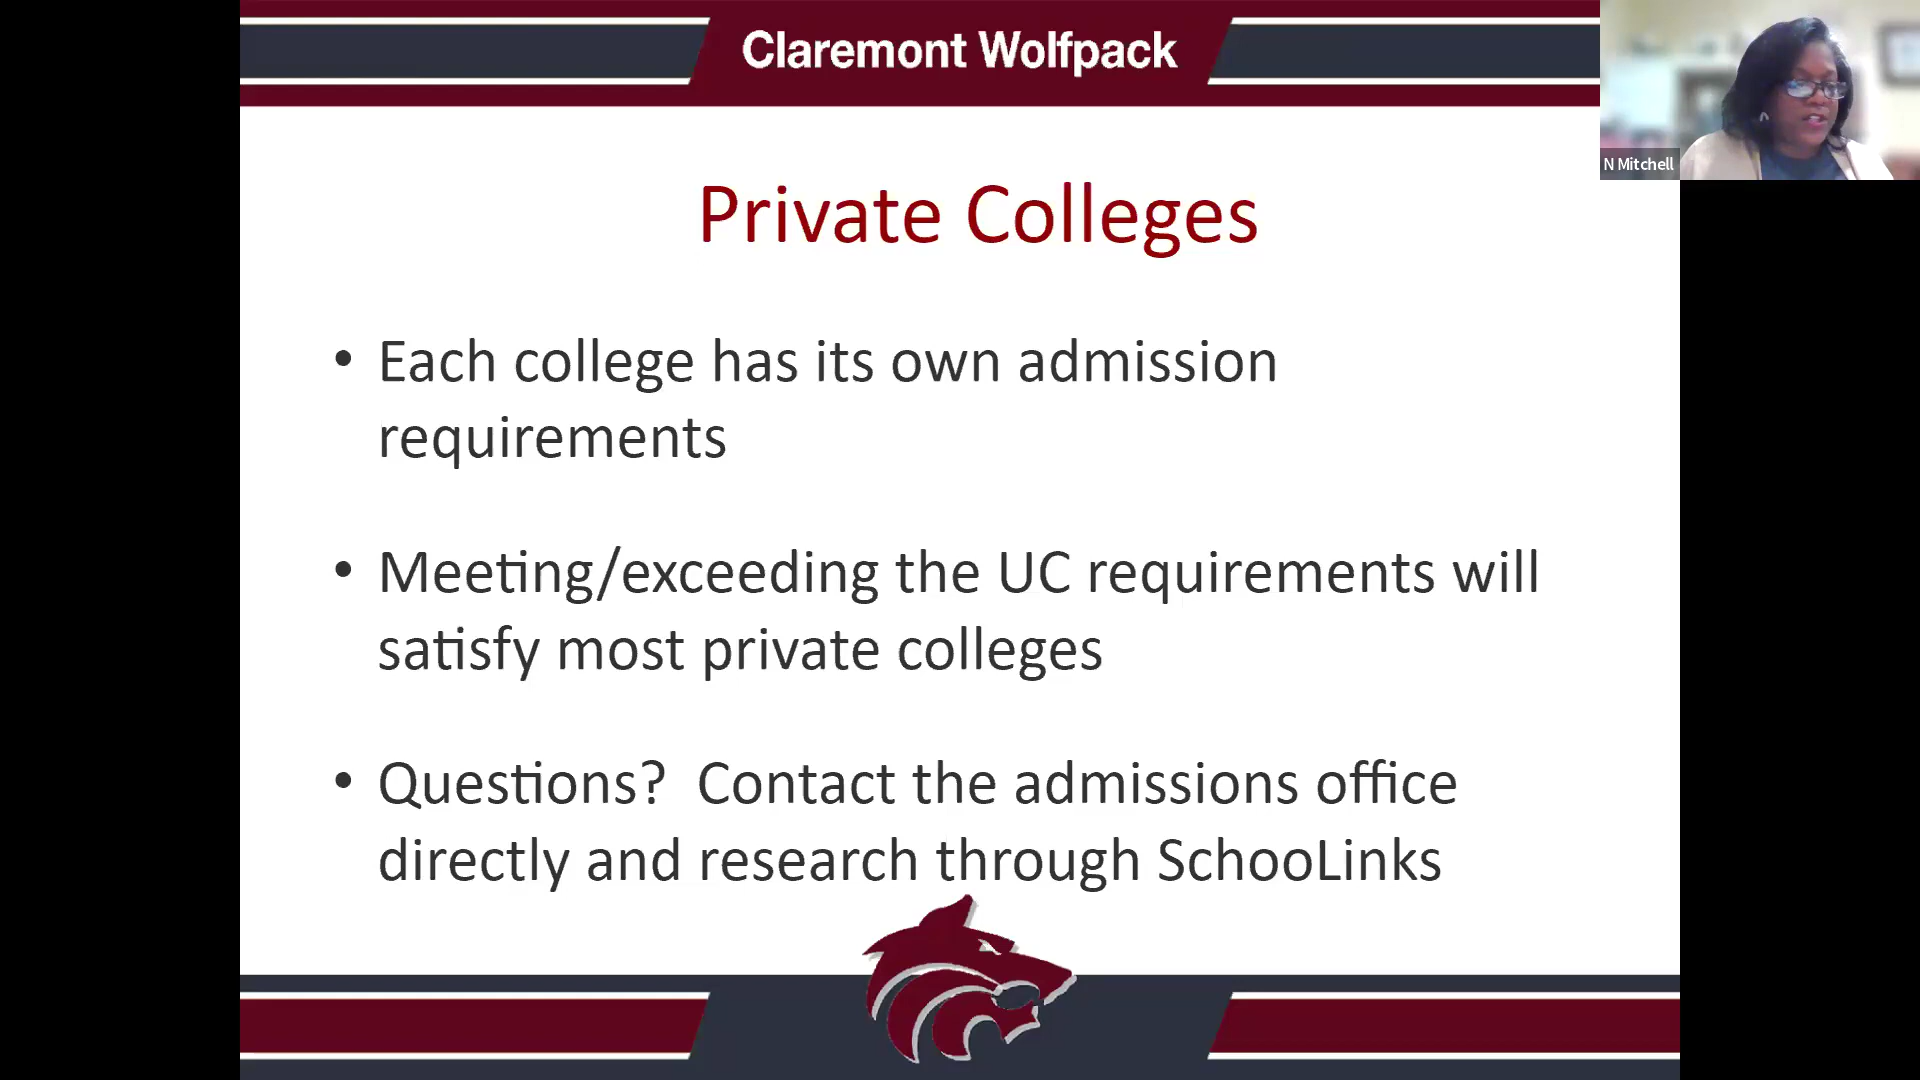 Claremont Wolfpack
N Mitchell
Private Colleges
• Each college has its own admission
requirements
• Meeting/exceeding the UC requirements will
satisfy most private colleges
• Questions?  Contact the admissions office
directly and research through SchooLinks